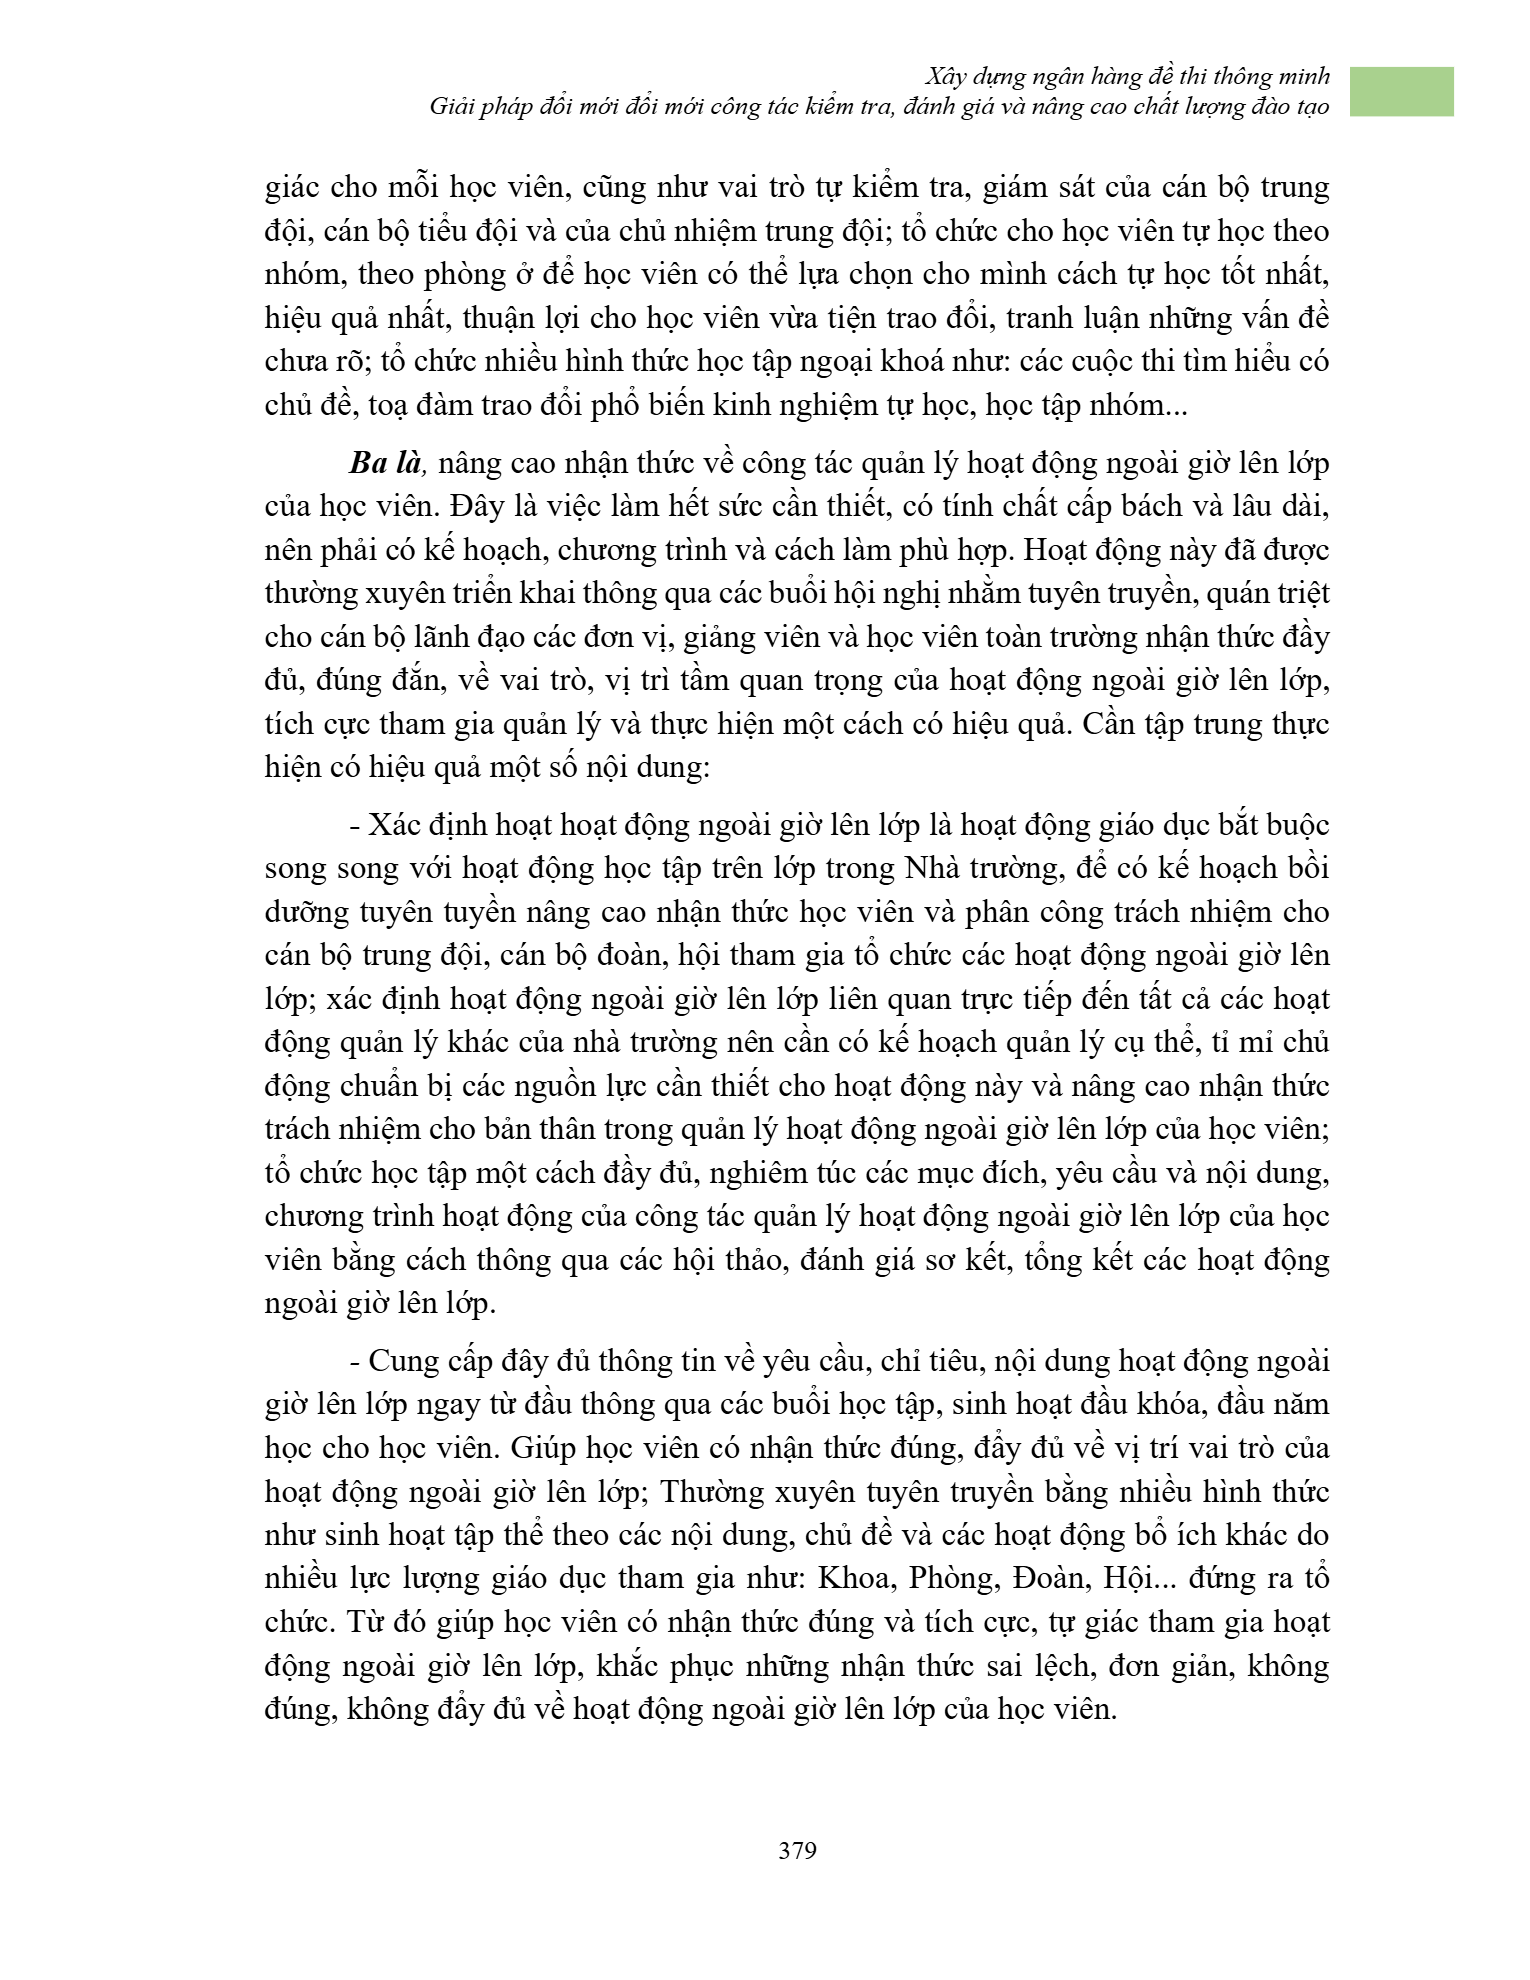 Xây dựng ngân hàng đề thi thông minh
Giải pháp đổi mới đổi mới công tác kiểm tra, đánh giá và nâng cao chất lượng đào tạo
giác cho mỗi học viên, cũng như vai trò tự kiểm tra, giám sát của cán bộ trung
đội, cán bộ tiểu đội và của chủ nhiệm trung đội; tổ chức cho học viên tự học theo
nhóm, theo phòng ở để học viên có thể lựa chọn cho mình cách tự học tốt nhất,
hiệu quả nhất, thuận lợi cho học viên vừa tiện trao đổi, tranh luận những vấn đề
chưa rõ; tổ chức nhiều hình thức học tập ngoại khoá như: các cuộc thi tìm hiểu có
chủ đề, toạ đàm trao đổi phổ biến kinh nghiệm tự học, học tập nhóm...
Ba là, nâng cao nhận thức về công tác quản lý hoạt động ngoài giờ lên lớp
của học viên. Đây là việc làm hết sức cần thiết, có tính chất cấp bách và lâu dài,
nên phải có kế hoạch, chương trình và cách làm phù hợp. Hoạt động này đã được
thường xuyên triển khai thông qua các buổi hội nghị nhằm tuyên truyền, quán triệt
cho cán bộ lãnh đạo các đơn vị, giảng viên và học viên toàn trường nhận thức đầy
đủ, đúng đắn, về vai trò, vị trì tầm quan trọng của hoạt động ngoài giờ lên lớp,
tích cực tham gia quản lý và thực hiện một cách có hiệu quả. Cần tập trung thực
hiện có hiệu quả một số nội dung:
- Xác định hoạt hoạt động ngoài giờ lên lớp là hoạt động giáo dục bắt buộc
song song với hoạt động học tập trên lớp trong Nhà trường, để có kế hoạch bồi
dưỡng tuyên tuyền nâng cao nhận thức học viên và phân công trách nhiệm cho
cán bộ trung đội, cán bộ đoàn, hội tham gia tổ chức các hoạt động ngoài giờ lên
lớp; xác định hoạt động ngoài giờ lên lớp liên quan trực tiếp đến tất cả các hoạt
động quản lý khác của nhà trường nên cần có kế hoạch quản lý cụ thể, tỉ mỉ chủ
động chuẩn bị các nguồn lực cần thiết cho hoạt động này và nâng cao nhận thức
trách nhiệm cho bản thân trong quản lý hoạt động ngoài giờ lên lớp của học viên;
tổ chức học tập một cách đầy đủ, nghiêm túc các mục đích, yêu cầu và nội dung,
chương trình hoạt động của công tác quản lý hoạt động ngoài giờ lên lớp của học
viên bằng cách thông qua các hội thảo, đánh giá sơ kết, tổng kết các hoạt động
ngoài giờ lên lớp.
- Cung cấp đây đủ thông tin về yêu cầu, chỉ tiêu, nội dung hoạt động ngoài
giờ lên lớp ngay từ đầu thông qua các buổi học tập, sinh hoạt đầu khóa, đầu năm
học cho học viên. Giúp học viên có nhận thức đúng, đẩy đủ về vị trí vai trò của
hoạt động ngoài giờ lên lớp; Thường xuyên tuyên truyền bằng nhiều hình thức
như sinh hoạt tập thể theo các nội dung, chủ đề và các hoạt động bổ ích khác do
nhiều lực lượng giáo dục tham gia như: Khoa, Phòng, Đoàn, Hội... đứng ra tổ
chức. Từ đó giúp học viên có nhận thức đúng và tích cực, tự giác tham gia hoạt
động ngoài giờ lên lớp, khắc phục những nhận thức sai lệch, đơn giản, không
đúng, không đẩy đủ về hoạt động ngoài giờ lên lớp của học viên.
379